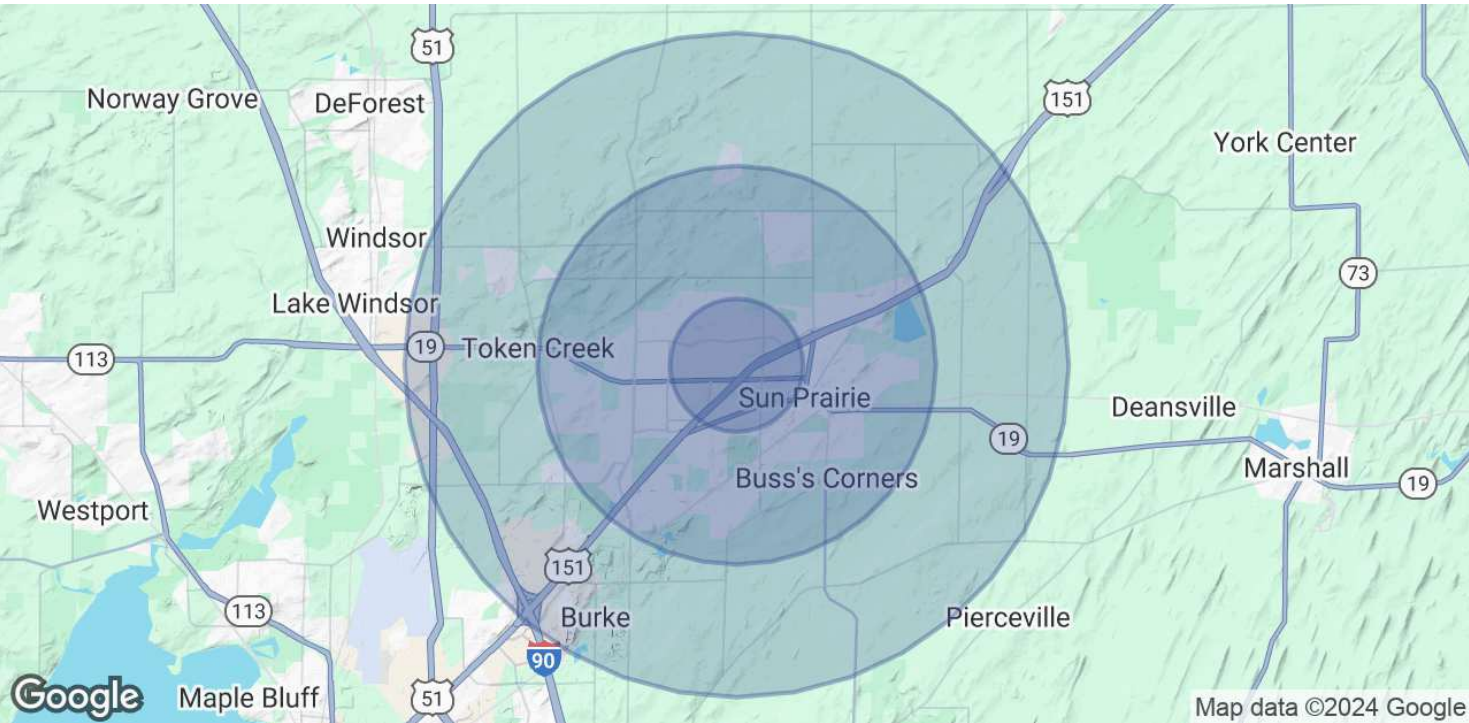 51
151
Norway Grove
DeForest
York Center
Windsor
73
Lake Windsor
19
Token Creek
113
Sun Prairie
Deansville
19
Marshall
Buss's Corners
19
Westport
151
113
Burke
Pierceville
90
Google
Maple Bluff
51
Map data ©2024 Google